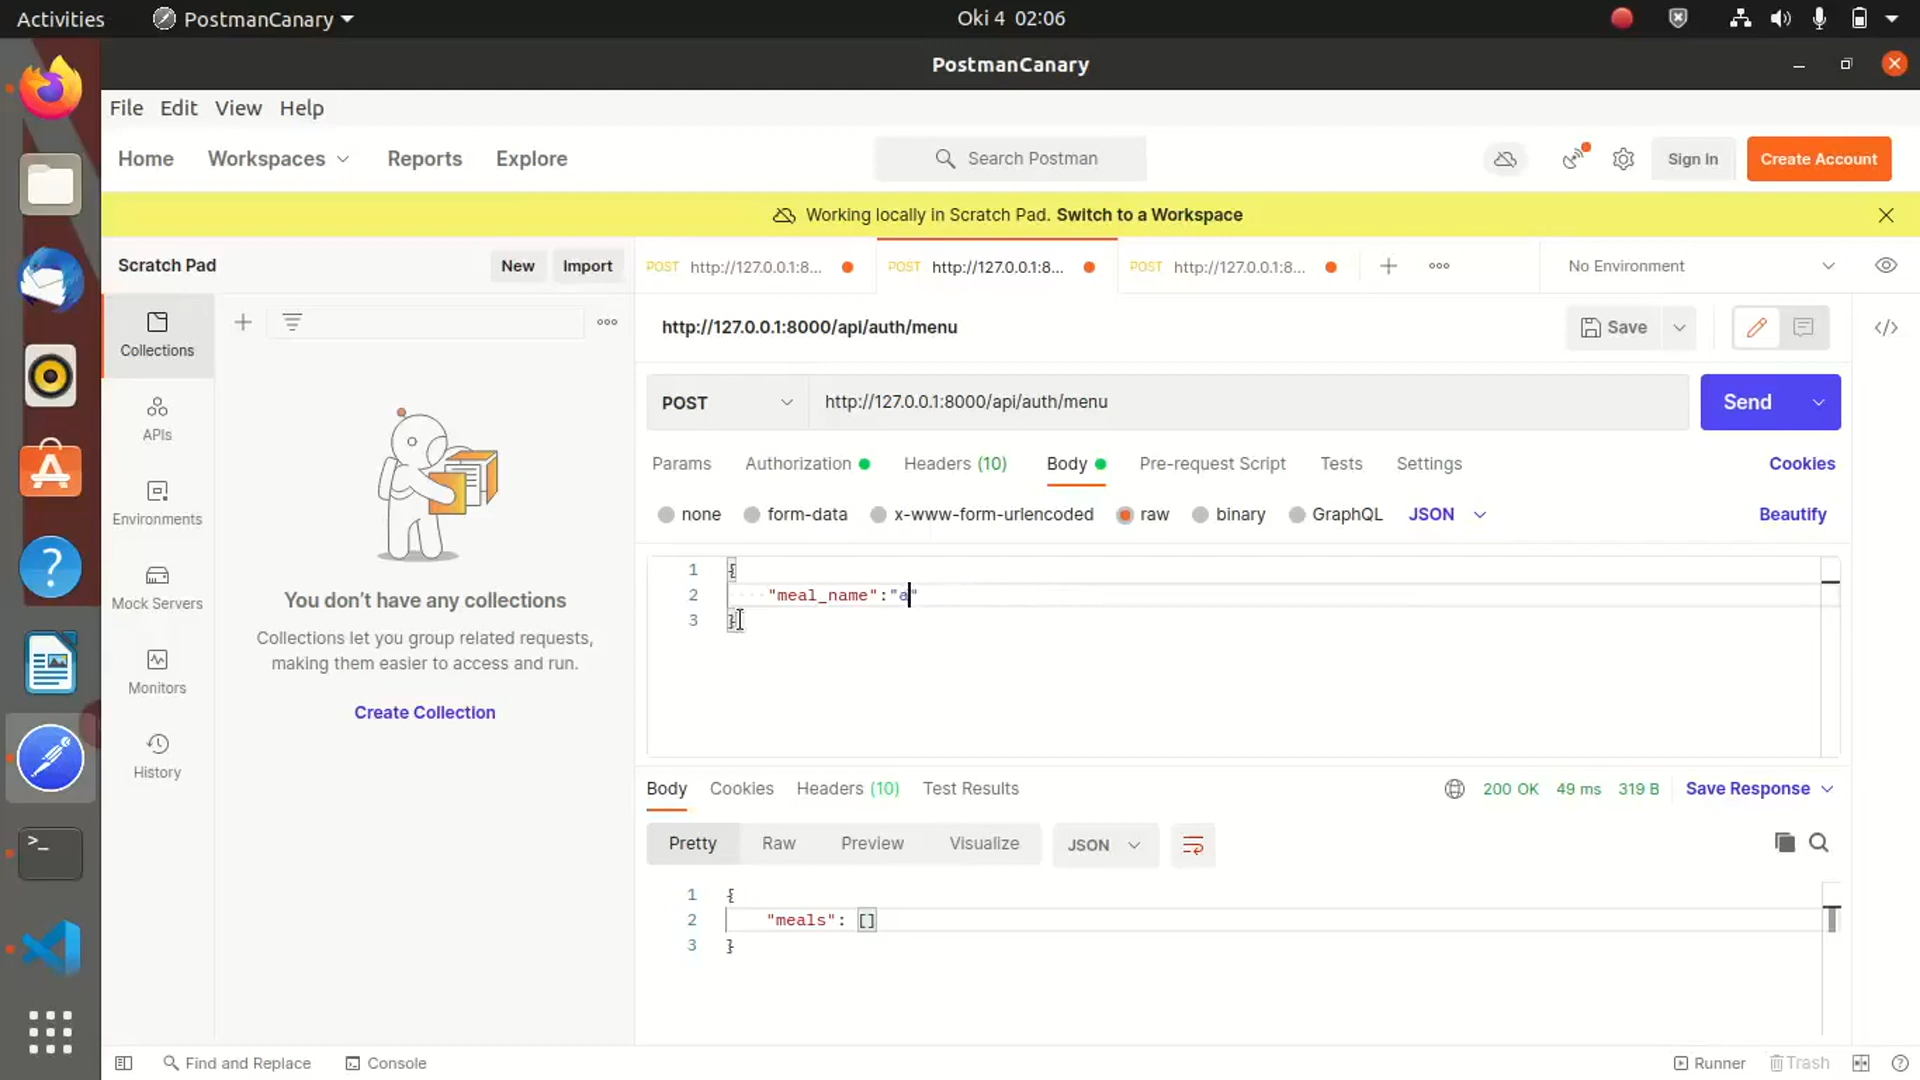 Activities
PostmanCanary
Oki 4 02:06
PostmanCanary
File Edit View Help
Home Workspaces Reports Explore
Search Postman
Sign In
Create Account
Working locally in Scratch Pad. Switch to a Workspace
Scratch Pad
New
Import
POST http://127.0.0.1:8...
POST http://127.0.0.1:8...
POST http://127.0.0.1:8...
No Environment
Collections
APIs
Environments
Mock Servers
Monitors
History
You don’t have any collections
Collections let you group related requests,
making them easier to access and run.
Create Collection
http://127.0.0.1:8000/api/auth/menu
Save
POST
http://127.0.0.1:8000/api/auth/menu
Send
Params Authorization Headers (10) Body Pre-request Script Tests Settings
Cookies
none form-data x-www-form-urlencoded raw binary GraphQL JSON
Beautify
1 {
2 "meal_name":"a"
3 }
Body Cookies Headers (10) Test Results
200 OK 49 ms 319 B Save Response
Pretty Raw Preview Visualize JSON
1 {
2 "meals": []
3 }
Find and Replace
Console
Runner
Trash